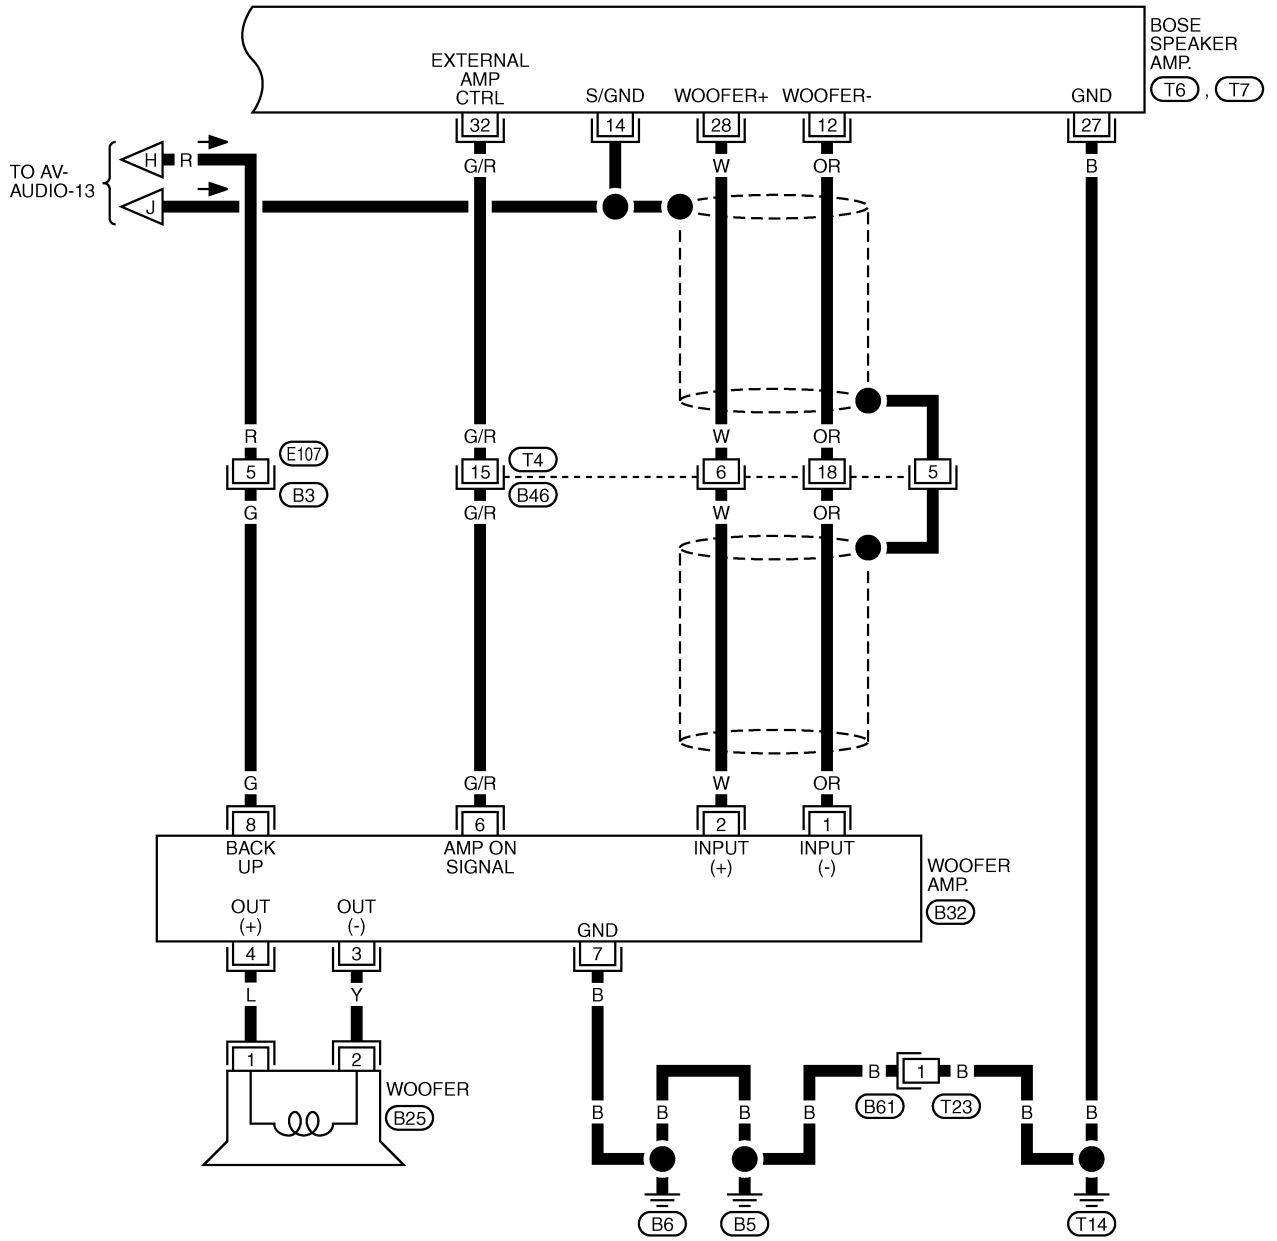 BOSE
SPEAKER
AMP.
T6 , T7
EXTERNAL
AMP
CTRL
S/GND WOOFER+ WOOFER- GND
32 14 28 12 27
H R G/R W OR B
TO AV-
AUDIO-13
J
R G/R W OR
E107 T4
5 15 6 18 5
B3 B46
G G/R W OR
G G/R W OR
8 6 2 1
BACK
UP
AMP ON
SIGNAL
INPUT
(+)
INPUT
(-)
WOOFER
AMP.
B32
OUT
(+)
OUT
(-)
GND
4 3 7
L Y B
1 2
WOOFER
B25
B 1 B
B61 T23
B B B B B B
B6 B5 T14